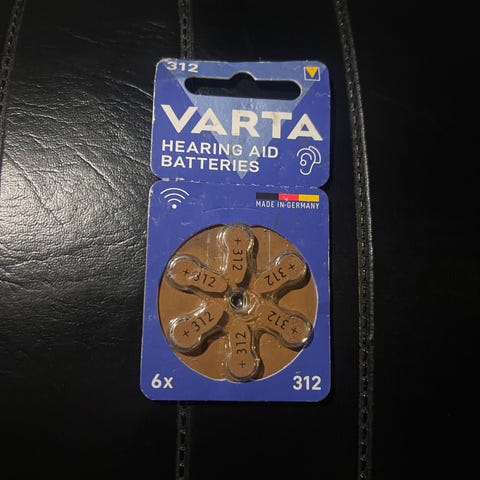 312
VARTA
HEARING AID
BATTERIES
MADE IN GERMANY
+ 312
+ 312
+ 312
+ 312
+ 312
+ 312
6x
312